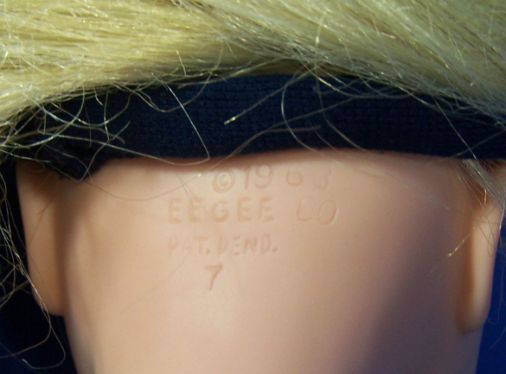 ©1963
EEGEE CO
PAT. PEND.
7